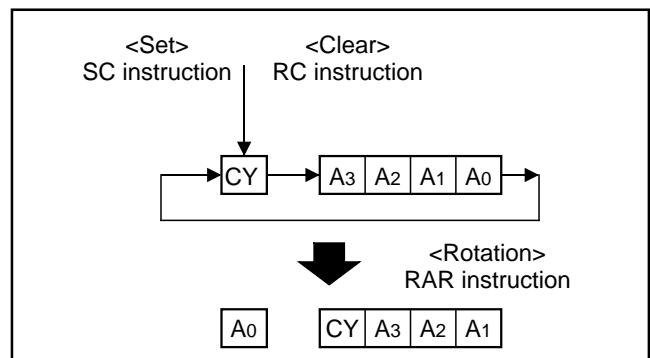 <Set> <Clear>
SC instruction RC instruction
CY A3 A2 A1 A0
<Rotation>
RAR instruction
A0 CY A3 A2 A1